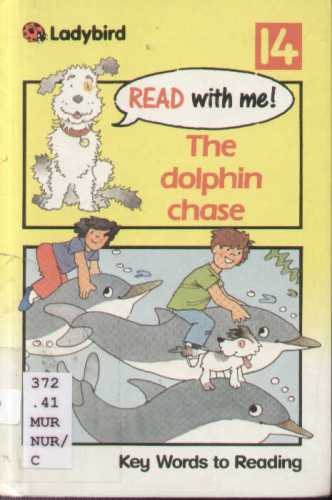 Ladybird
14
READ with me!
The
dolphin
chase
372
.41
MUR
NUR/
C
Key Words to Reading